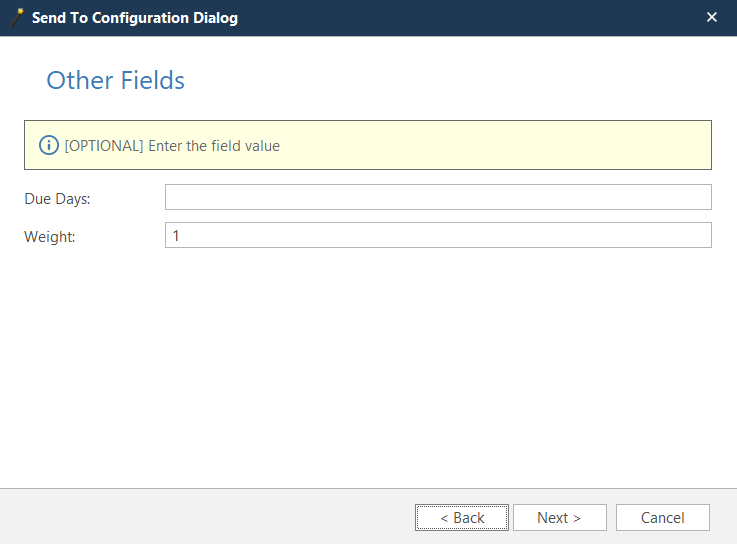 Send To Configuration Dialog
Other Fields
[OPTIONAL] Enter the field value
Due Days:
Weight: 1
< Back Next > Cancel